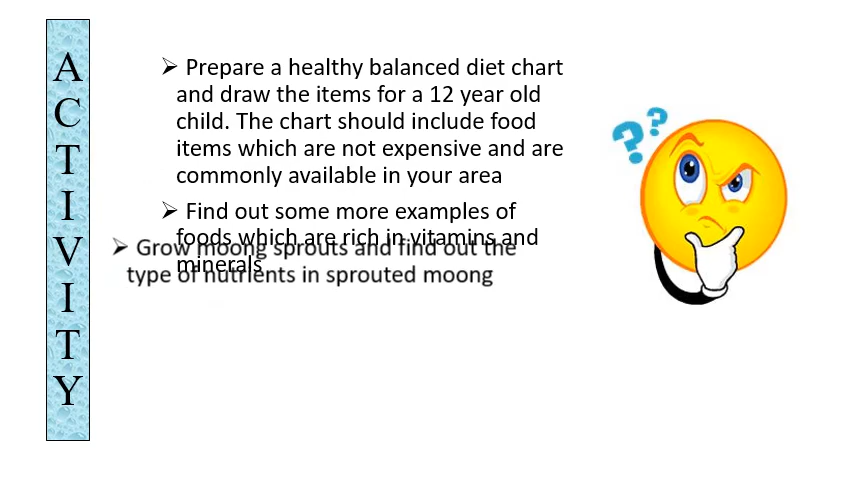 A
C
T
I
V
I
T
Y
➢ Prepare a healthy balanced diet chart
and draw the items for a 12 year old
child. The chart should include food
items which are not expensive and are
commonly available in your area
➢ Find out some more examples of
foods which are rich in vitamins and
minerals
➢ Grow moong sprouts and find out the
type of nutrients in sprouted moong
??